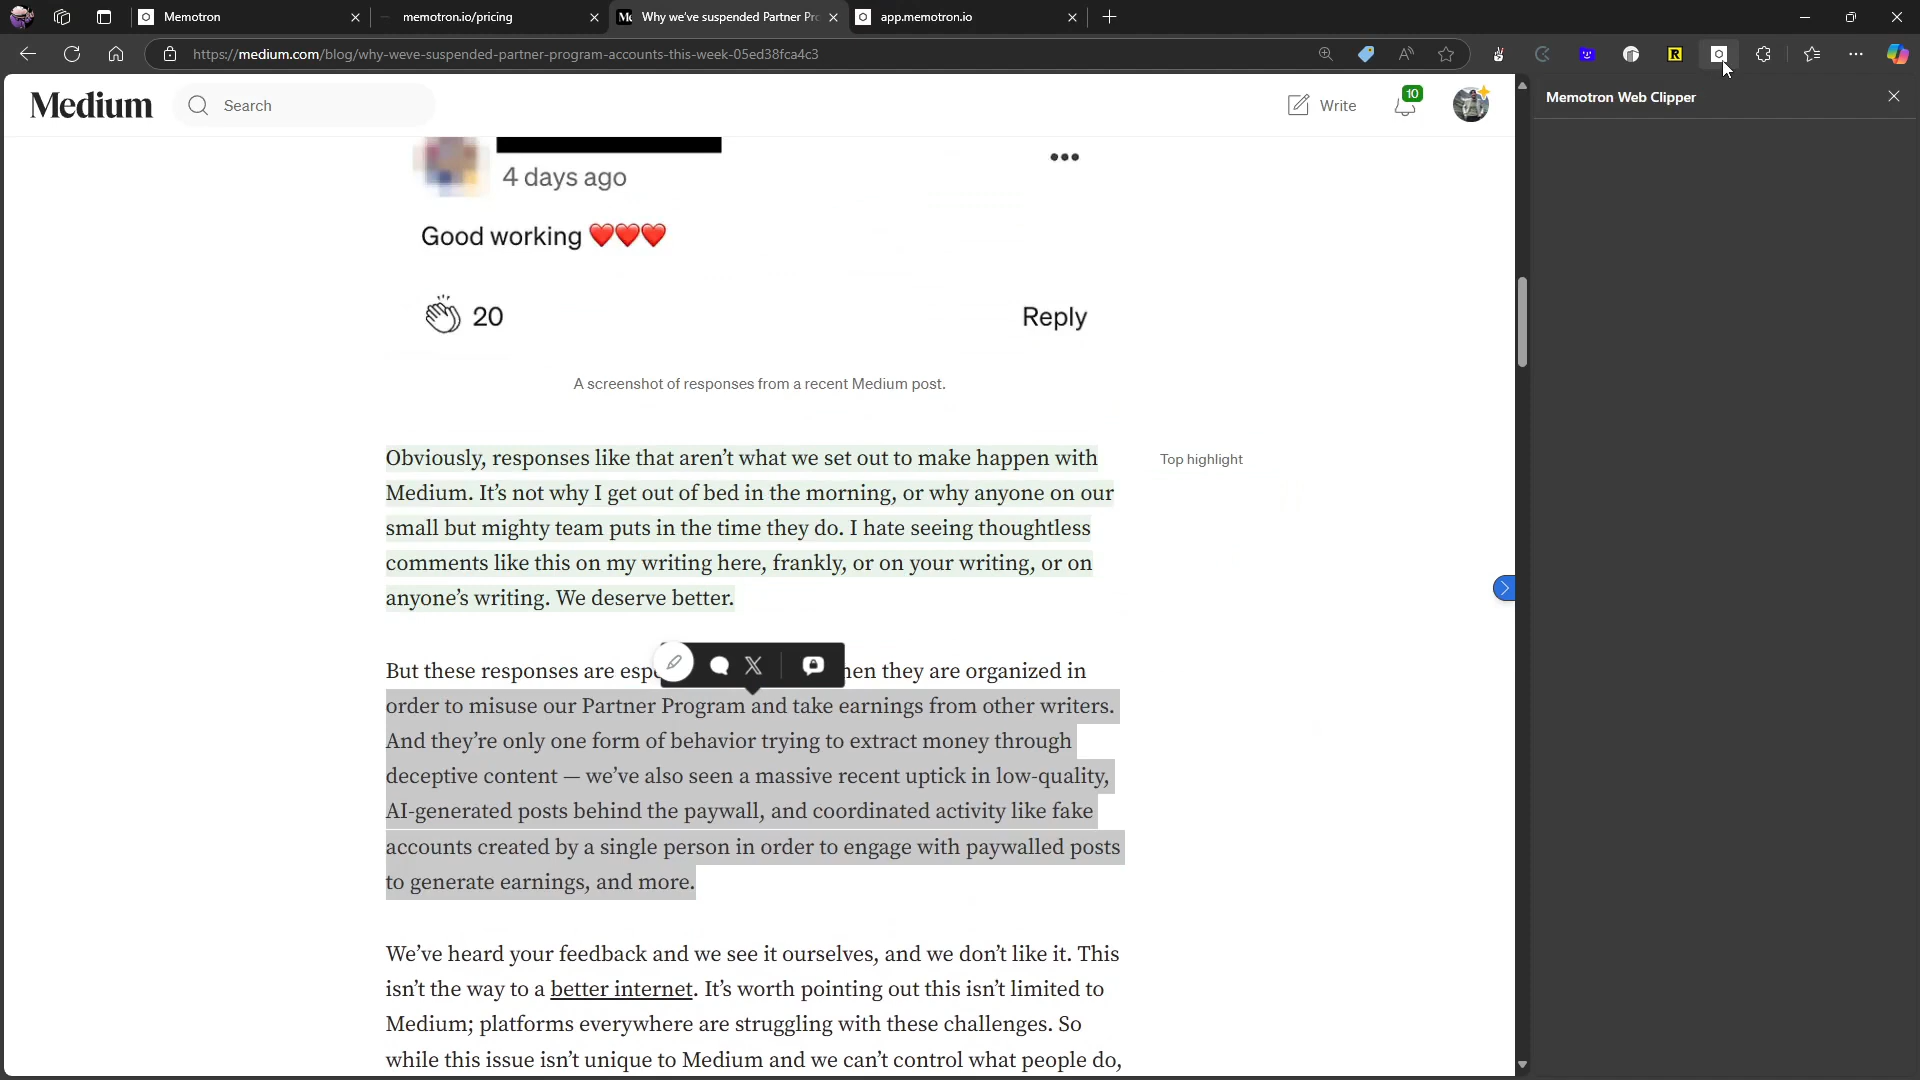 Memotron
memotron.io/pricing
Why we've suspended Partner Pr
app.memotron.io
https://medium.com/blog/why-weve-suspended-partner-program-accounts-this-week-05ed38fca4c3
Medium
Search
Write
10
Memotron Web Clipper
4 days ago
Good working ❤️❤️❤️
20
Reply
A screenshot of responses from a recent Medium post.
Obviously, responses like that aren't what we set out to make happen with
Top highlight
Medium. It's not why I get out of bed in the morning, or why anyone on our
small but mighty team puts in the time they do. I hate seeing thoughtless
comments like this on my writing here, frankly, or on your writing, or on
anyone's writing. We deserve better.
But these responses are they are organized in
order to misuse our Partner Program and take earnings from other writers.
And they're only one form of behavior trying to extract money through
deceptive content — we've also seen a massive recent uptick in low-quality,
AI-generated posts behind the paywall, and coordinated activity like fake
accounts created by a single person in order to engage with paywalled posts
to generate earnings, and more.
We've heard your feedback and we see it ourselves, and we don't like it. This
isn't the way to a better internet. It's worth pointing out this isn't limited to
Medium; platforms everywhere are struggling with these challenges. So
while this issue isn't unique to Medium and we can't control what people do,